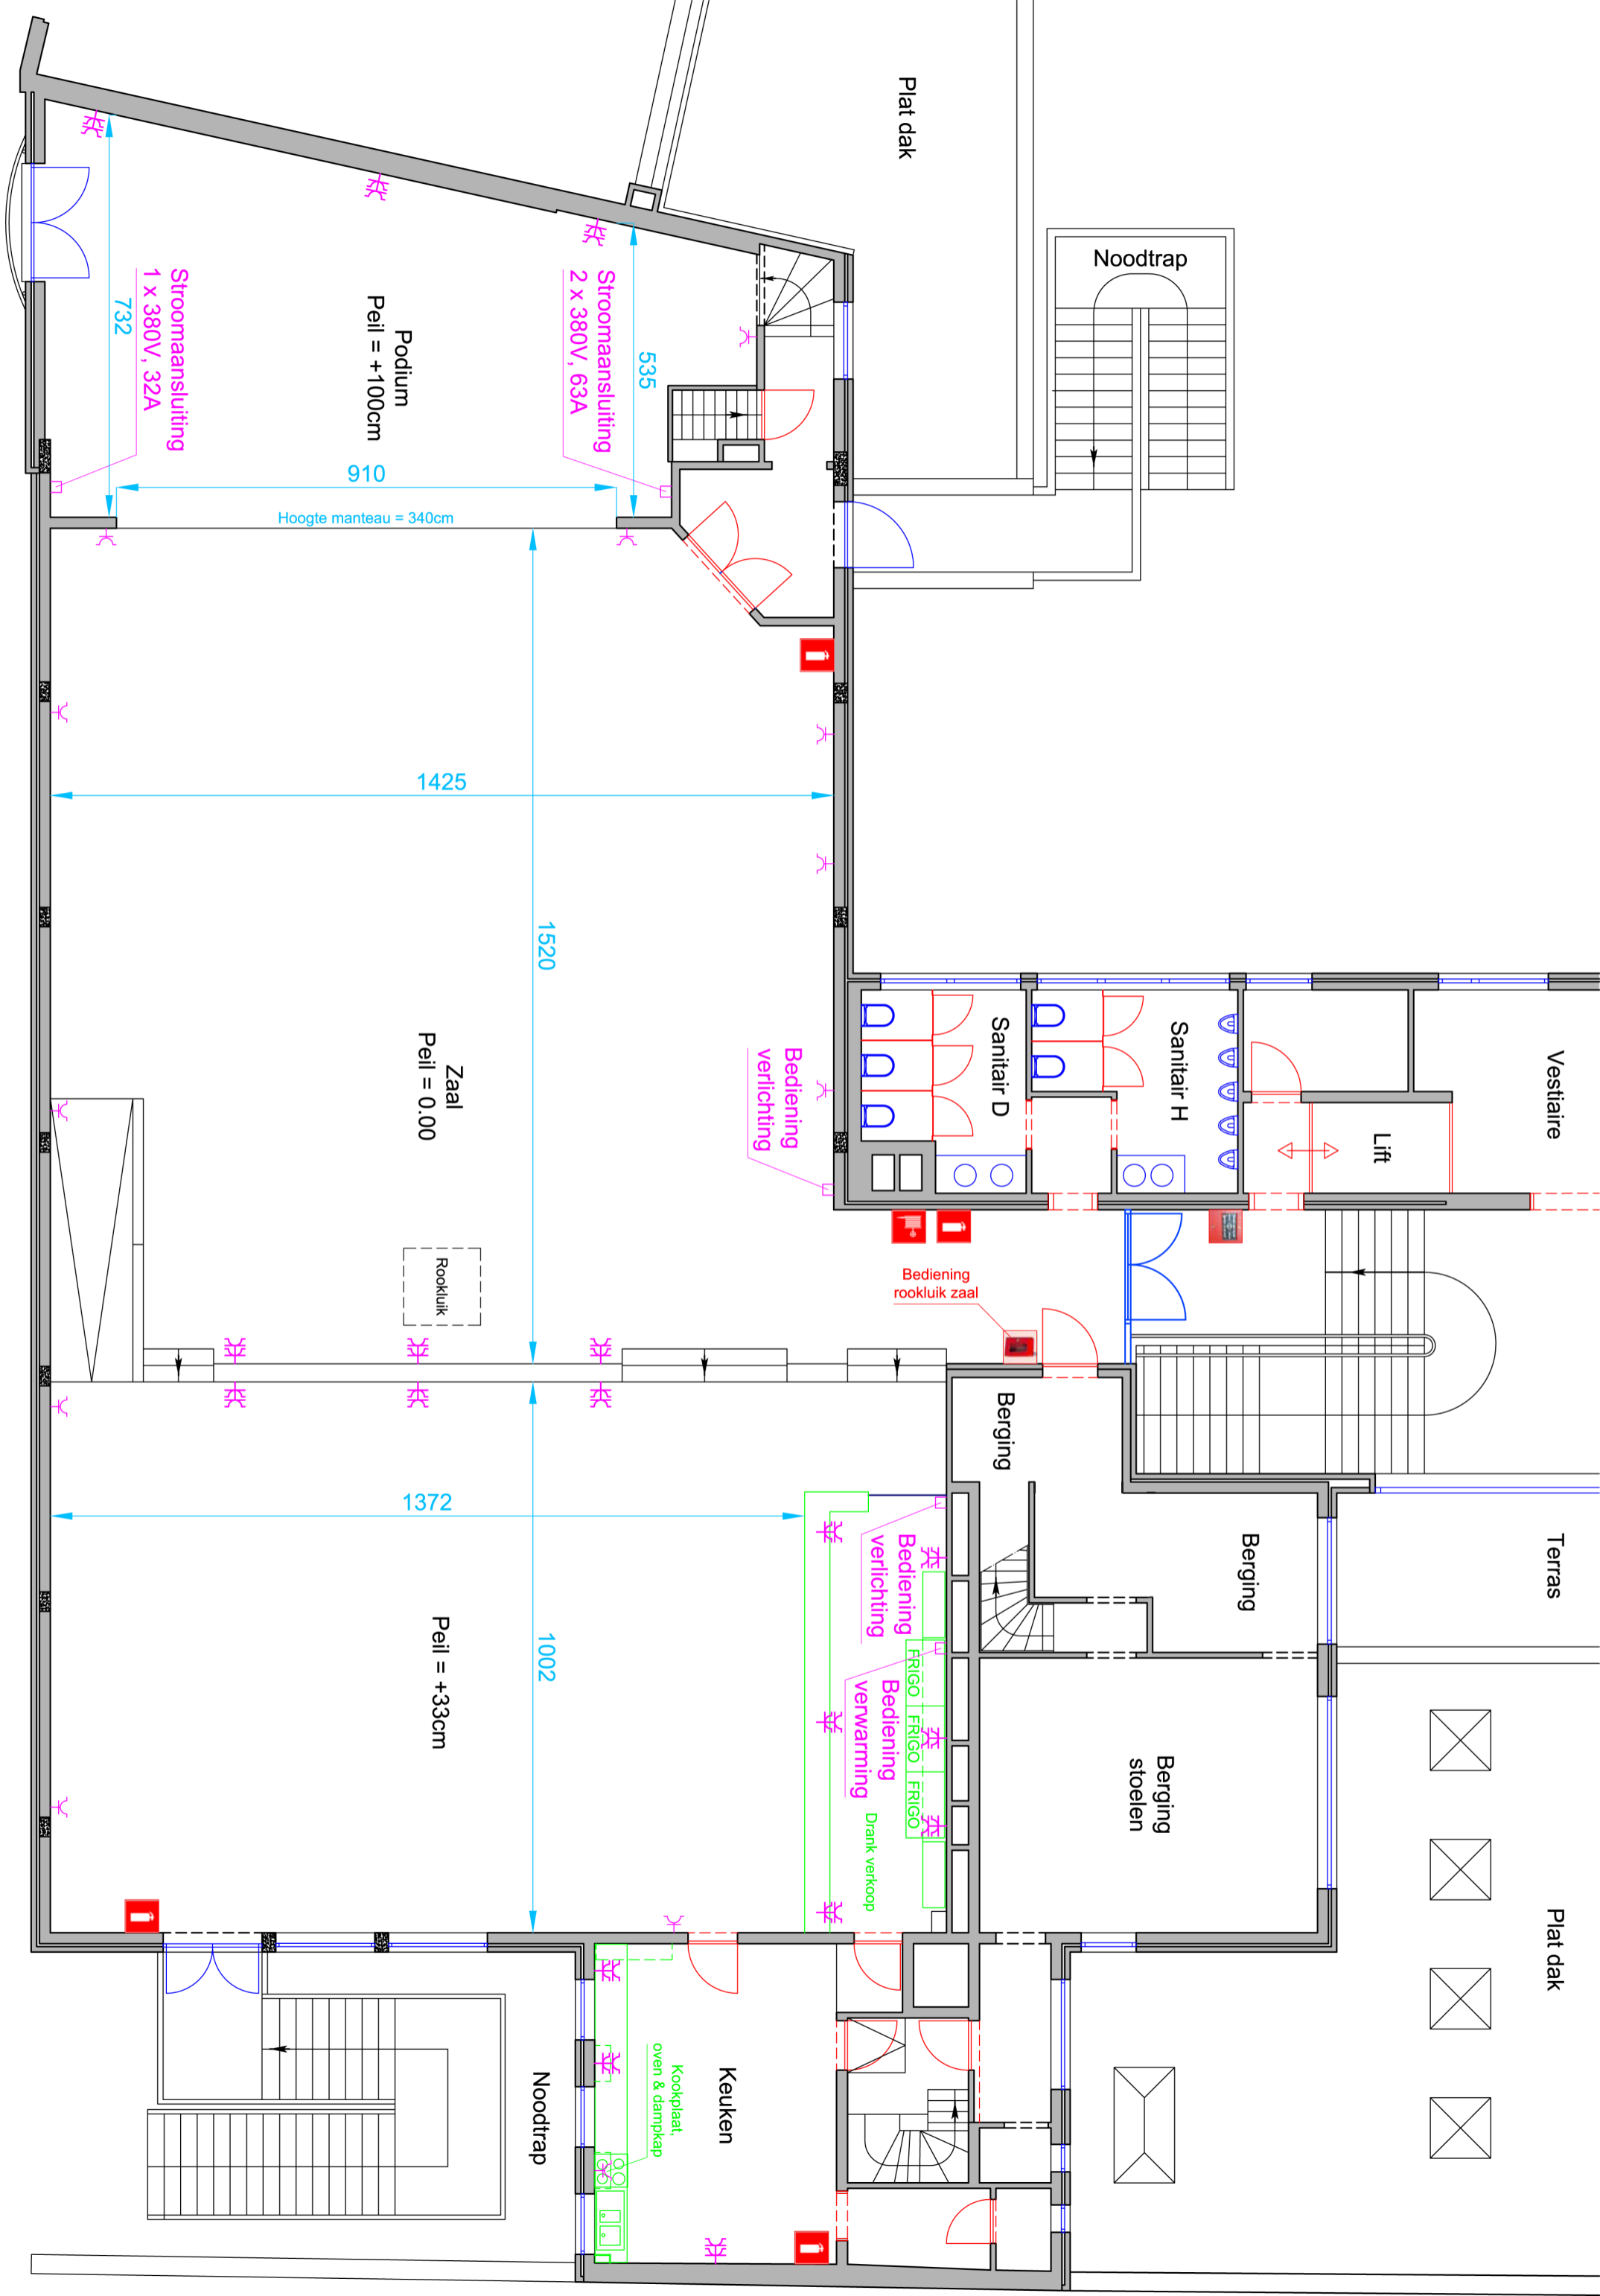 Plat dak
Noodtrap
Stroomaansluiting
1 x 380V, 32A
732
Podium
Peil = +100cm
Stroomaansluiting
2 x 380V, 63A
535
910
Hoogte manteau = 340cm
1425
1520
Zaal
Peil = 0.00
Bediening
verlichting
Sanitair D
Sanitair H
Lift
Vestiaire
Rookluik
Bediening
rookluik zaal
Berging
Berging
Terras
1372
1002
Peil = +33cm
Bediening
verlichting
Bediening
verwarming
FRIGO
FRIGO
FRIGO
Drank verkoop
Berging
stoelen
Plat dak
Noodtrap
Kookplaat,
oven & dampkap
Keuken